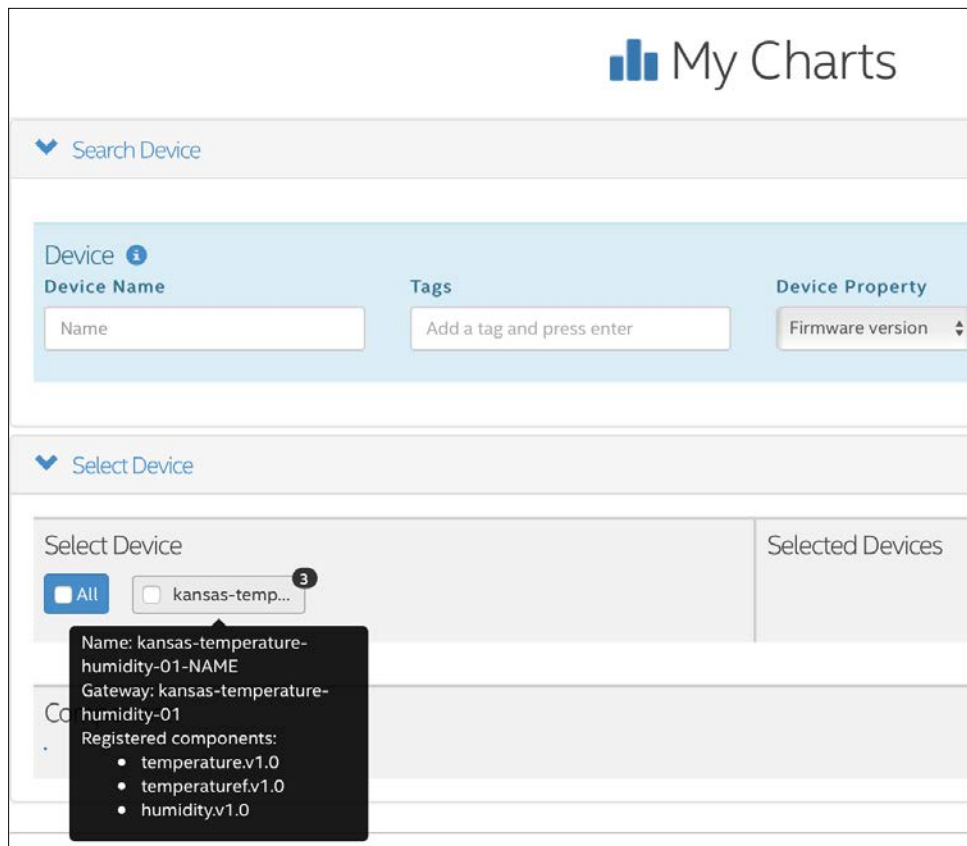 My Charts
Search Device
Device
Device Name
Tags
Device Property
Name
Add a tag and press enter
Firmware version
Select Device
Select Device
Selected Devices
All
kansas-temp...
3
Name: kansas-temperature-
humidity-01-NAME
Gateway: kansas-temperature-
humidity-01
Registered components:
• temperature.v1.0
• temperaturef.v1.0
• humidity.v1.0